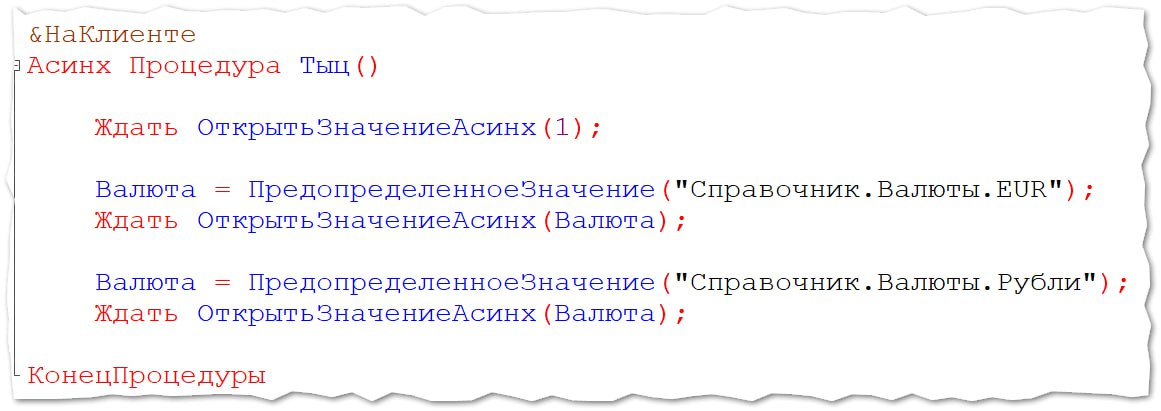 &НаКлиенте
Асинх Процедура Тыц()
Ждать ОткрытьЗначениеАсинх(1);
Валюта = ПредопределенноеЗначение("Справочник.Валюты.EUR");
Ждать ОткрытьЗначениеАсинх(Валюта);
Валюта = ПредопределенноеЗначение("Справочник.Валюты.Рубли");
Ждать ОткрытьЗначениеАсинх(Валюта);
КонецПроцедуры